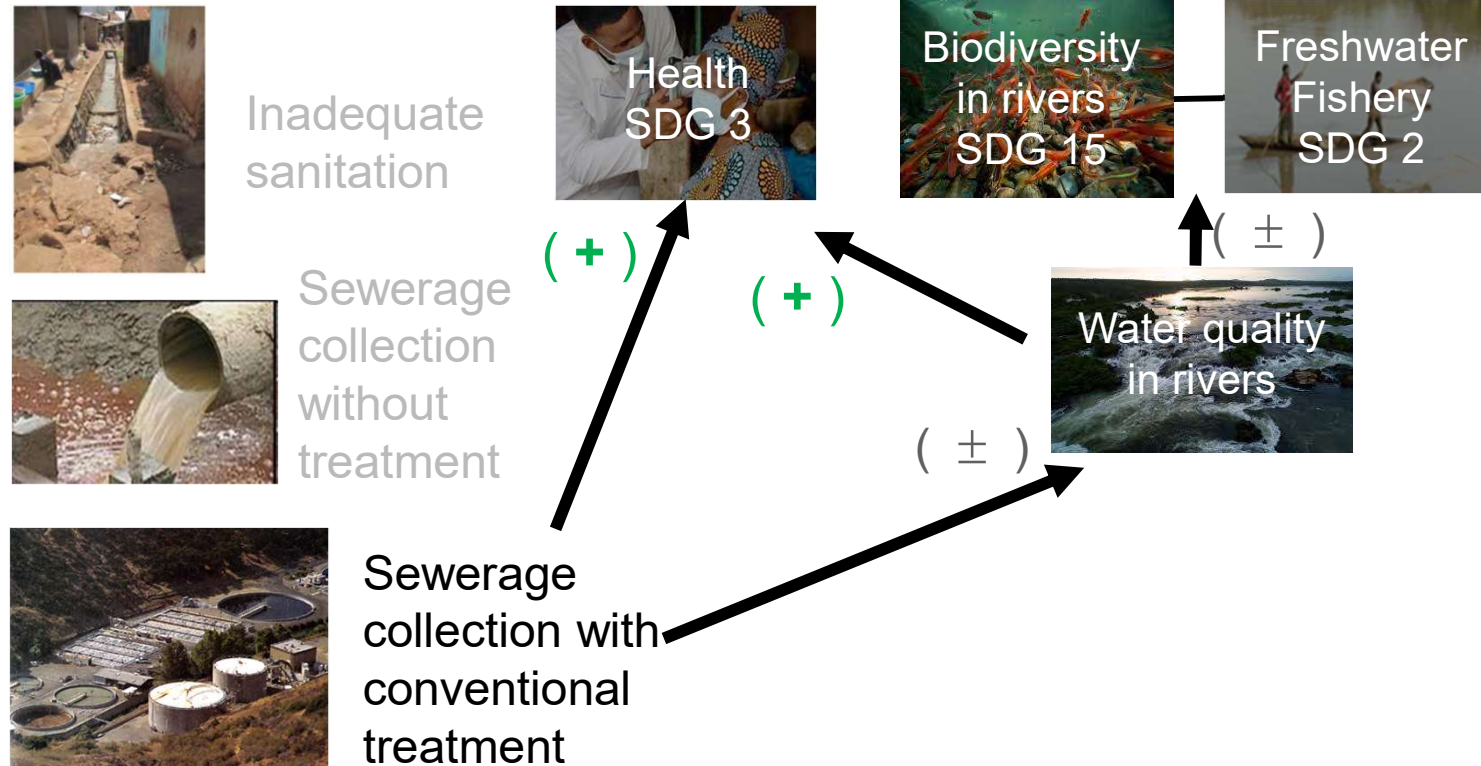 Inadequate
sanitation
Health
SDG 3
Biodiversity
in rivers
SDG 15
Freshwater
Fishery
SDG 2
( + )
( + )
( ± )
Sewerage
collection
without
treatment
Water quality
in rivers
( ± )
Sewerage
collection with
conventional
treatment